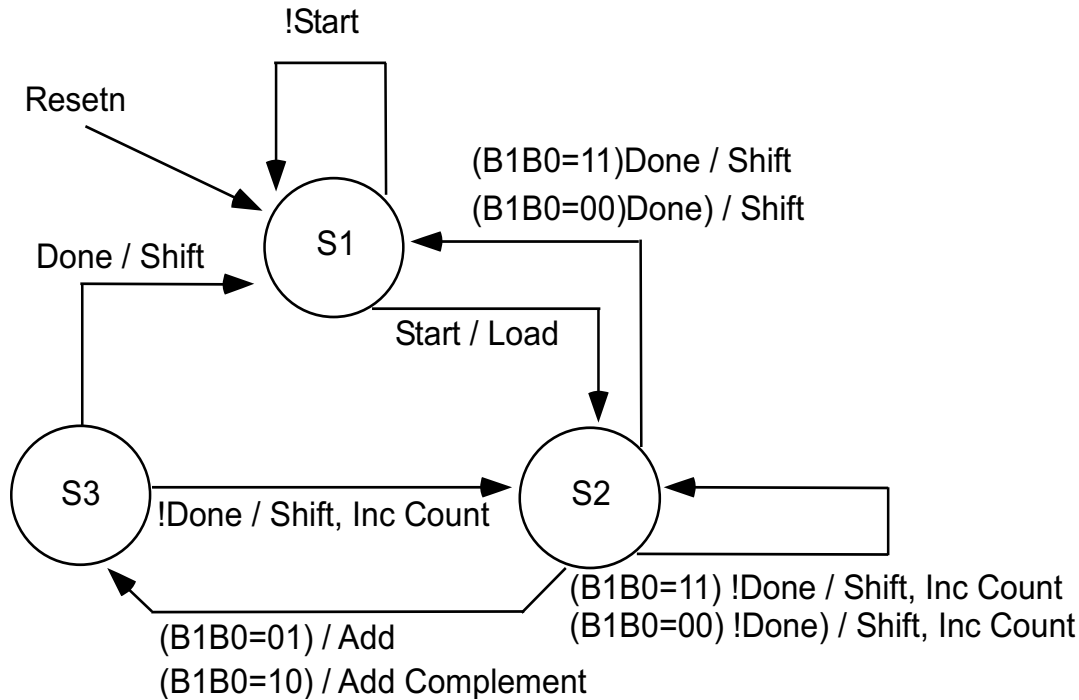 !Start
Resetn
(B1B0=11)Done / Shift
(B1B0=00)Done) / Shift
S1
Done / Shift
Start / Load
S3
S2
!Done / Shift, Inc Count
(B1B0=11) !Done / Shift, Inc Count
(B1B0=00) !Done) / Shift, Inc Count
(B1B0=01) / Add
(B1B0=10) / Add Complement